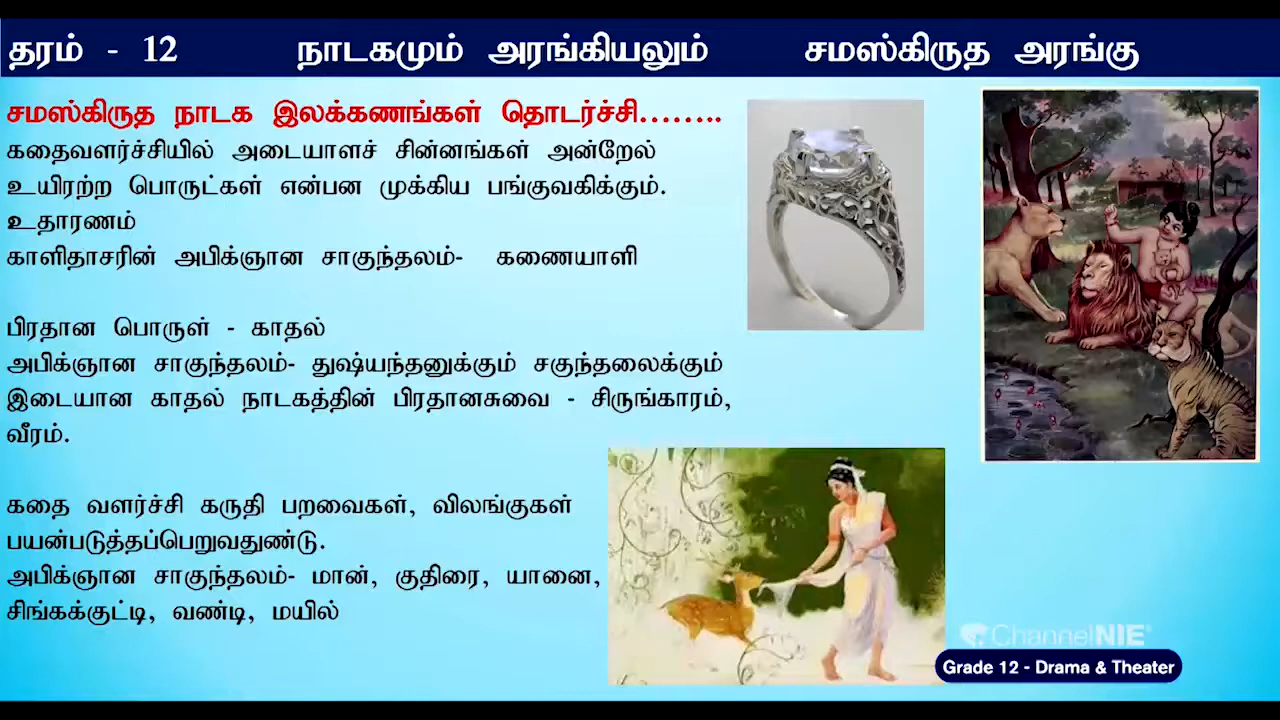 தரம் - 12 நாடகமும் அரங்கியலும் சமஸ்கிருத அரங்கு
சமஸ்கிருத நாடக இலக்கணங்கள் தொடர்ச்சி........
கதைவளர்ச்சியில் அடையாளச் சின்னங்கள் அன்றேல்
உயிரற்ற பொருட்கள் என்பன முக்கிய பங்குவகிக்கும்.
உதாரணம்
காளிதாசரின் அபிக்ஞான சாகுந்தலம்- கணையாளி
பிரதான பொருள் - காதல்
அபிக்ஞான சாகுந்தலம்- துஷ்யந்தனுக்கும் சகுந்தலைக்கும்
இடையான காதல் நாடகத்தின் பிரதானசுவை - சிருங்காரம்,
வீரம்.
கதை வளர்ச்சி கருதி பறவைகள், விலங்குகள்
பயன்படுத்தப்பெறுவதுண்டு.
அபிக்ஞான சாகுந்தலம்- மான், குதிரை, யானை,
சிங்கக்குட்டி, வண்டி, மயில்
ChannelNIE
Grade 12 - Drama & Theater